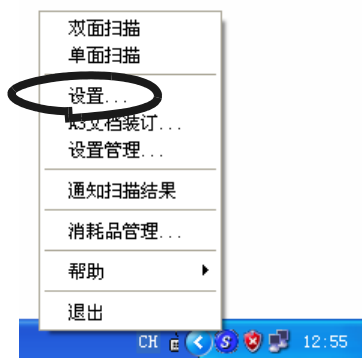 双面扫描
单面扫描
设置...
A3文档装订...
设置管理...
通知扫描结果
消耗品管理...
帮助
退出
CH
S
12:55